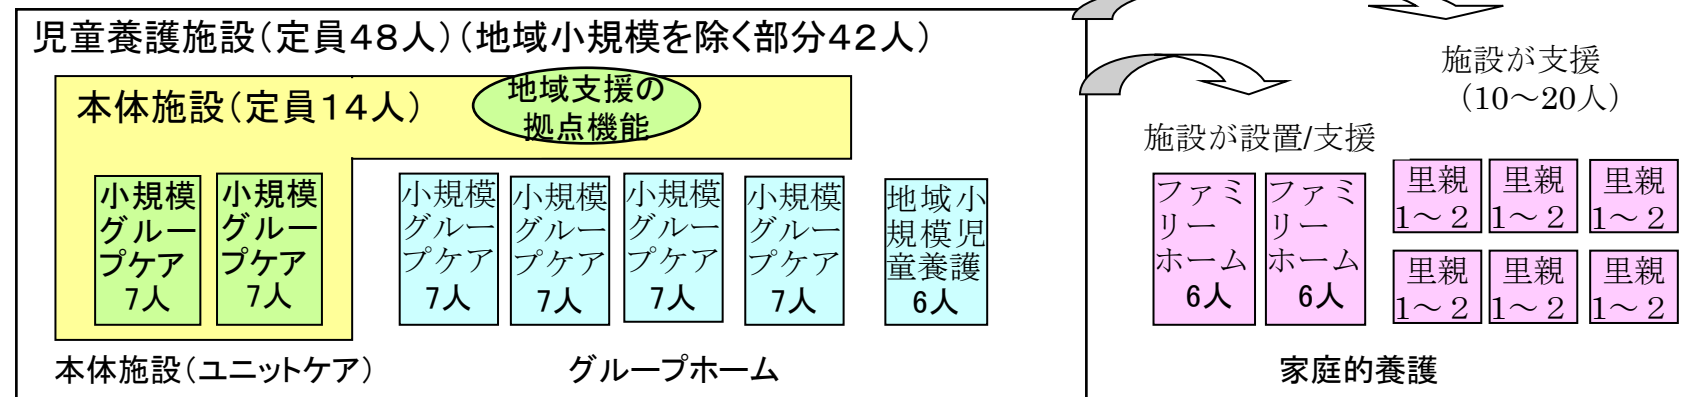 児童養護施設(定員48人)(地域小規模を除く部分42人)
本体施設(定員14人)
地域支援の
拠点機能
小規模
グルー
プケア
7人
小規模
グルー
プケア
7人
小規模
グルー
プケア
7人
小規模
グルー
プケア
7人
小規模
グルー
プケア
7人
小規模
グルー
プケア
7人
地域小
規模児
童養護
6人
本体施設(ユニットケア)
グループホーム
施設が支援
(10〜20人)
施設が設置/支援
ファミ
リー
ホーム
6人
ファミ
リー
ホーム
6人
里親
1〜2
里親
1〜2
里親
1〜2
里親
1〜2
里親
1〜2
里親
1〜2
家庭的養護